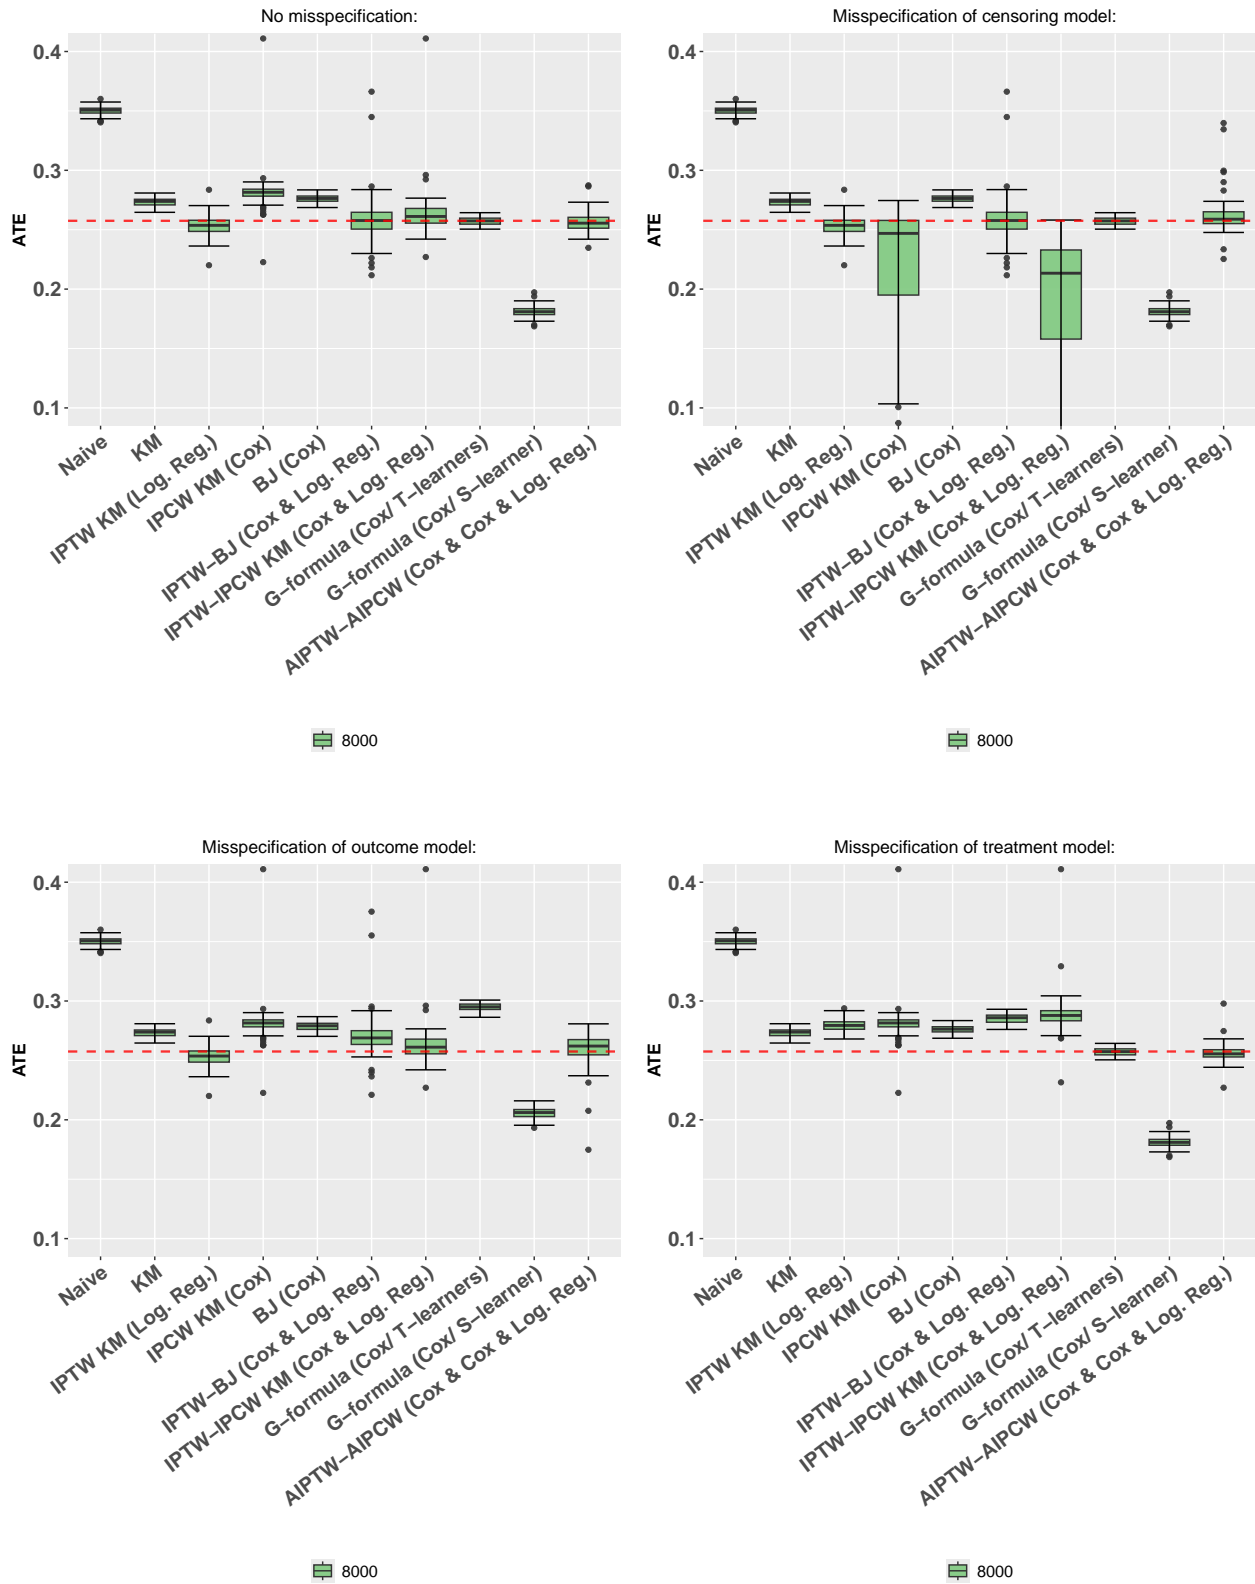 No misspecification:
0.4
0.3
0.2
0.1
ATE
Naive
KM
IPTW KM (Log. Reg.)
IPCW KM (Cox)
BJ (Cox)
IPTW–BJ (Cox & Log. Reg.)
IPTW–IPCW KM (Cox & Log. Reg.)
G–formula (Cox/ T–learners)
G–formula (Cox/ S–learner)
AIPTW–AIPCW (Cox & Cox & Log. Reg.)
8000
Misspecification of censoring model:
0.4
0.3
0.2
0.1
ATE
Naive
KM
IPTW KM (Log. Reg.)
IPCW KM (Cox)
BJ (Cox)
IPTW–BJ (Cox & Log. Reg.)
IPTW–IPCW KM (Cox & Log. Reg.)
G–formula (Cox/ T–learners)
G–formula (Cox/ S–learner)
AIPTW–AIPCW (Cox & Cox & Log. Reg.)
8000
Misspecification of outcome model:
0.4
0.3
0.2
0.1
ATE
Naive
KM
IPTW KM (Log. Reg.)
IPCW KM (Cox)
BJ (Cox)
IPTW–BJ (Cox & Log. Reg.)
IPTW–IPCW KM (Cox & Log. Reg.)
G–formula (Cox/ T–learners)
G–formula (Cox/ S–learner)
AIPTW–AIPCW (Cox & Cox & Log. Reg.)
8000
Misspecification of treatment model:
0.4
0.3
0.2
0.1
ATE
Naive
KM
IPTW KM (Log. Reg.)
IPCW KM (Cox)
BJ (Cox)
IPTW–BJ (Cox & Log. Reg.)
IPTW–IPCW KM (Cox & Log. Reg.)
G–formula (Cox/ T–learners)
G–formula (Cox/ S–learner)
AIPTW–AIPCW (Cox & Cox & Log. Reg.)
8000